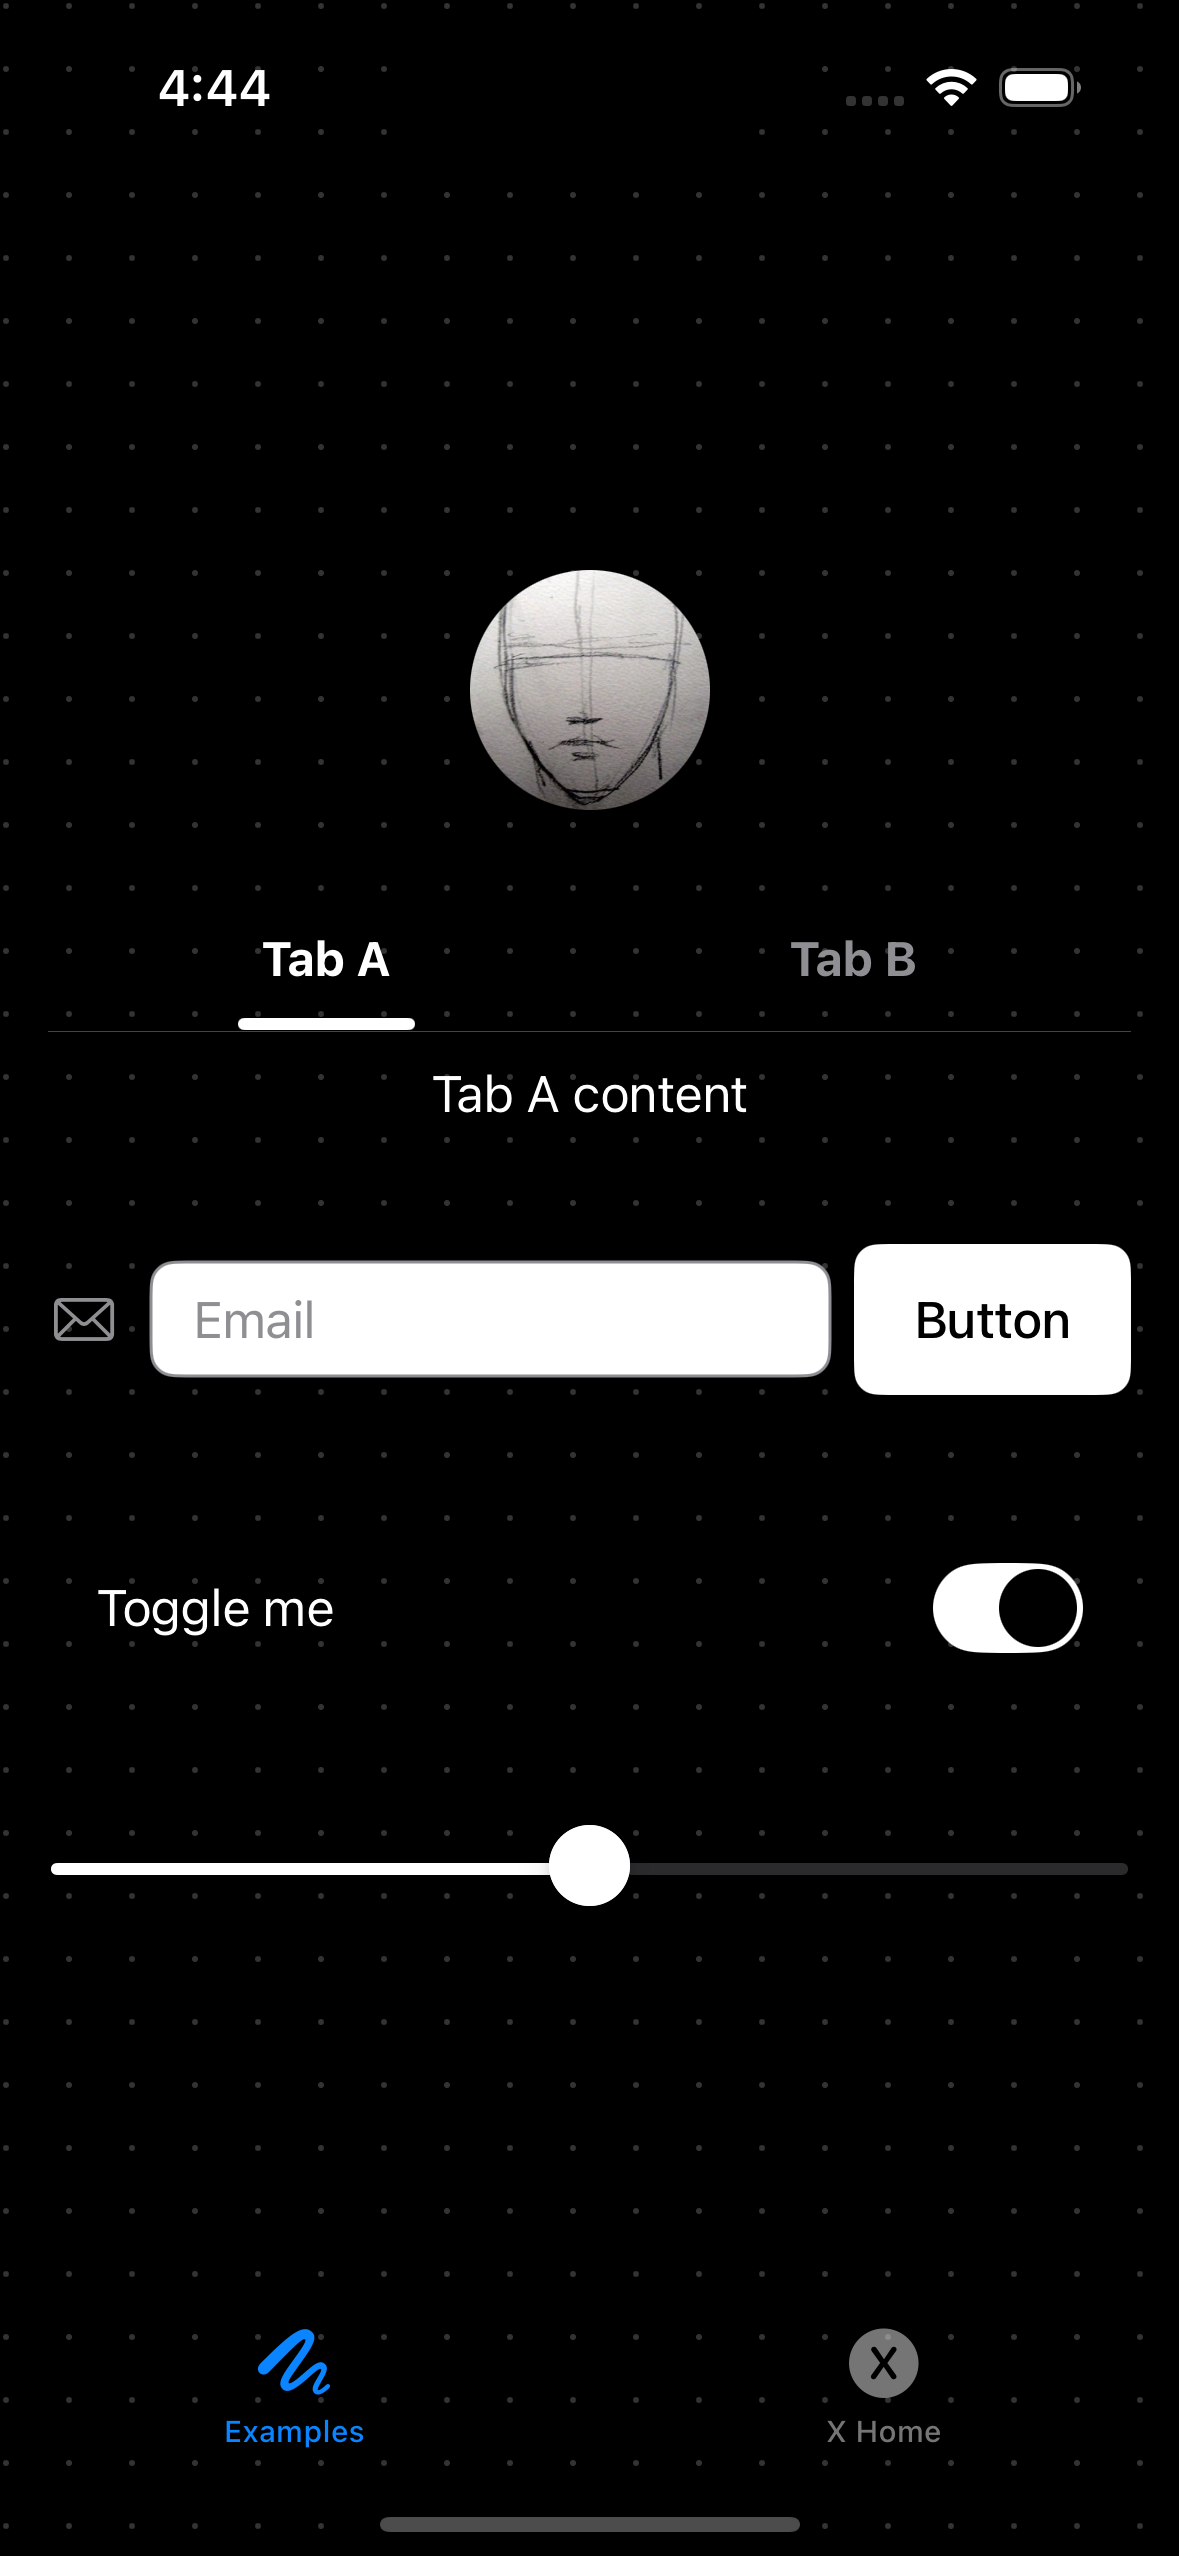 4:44
Tab A
Tab B
Tab A content
Email
Button
Toggle me
X
Examples
X Home